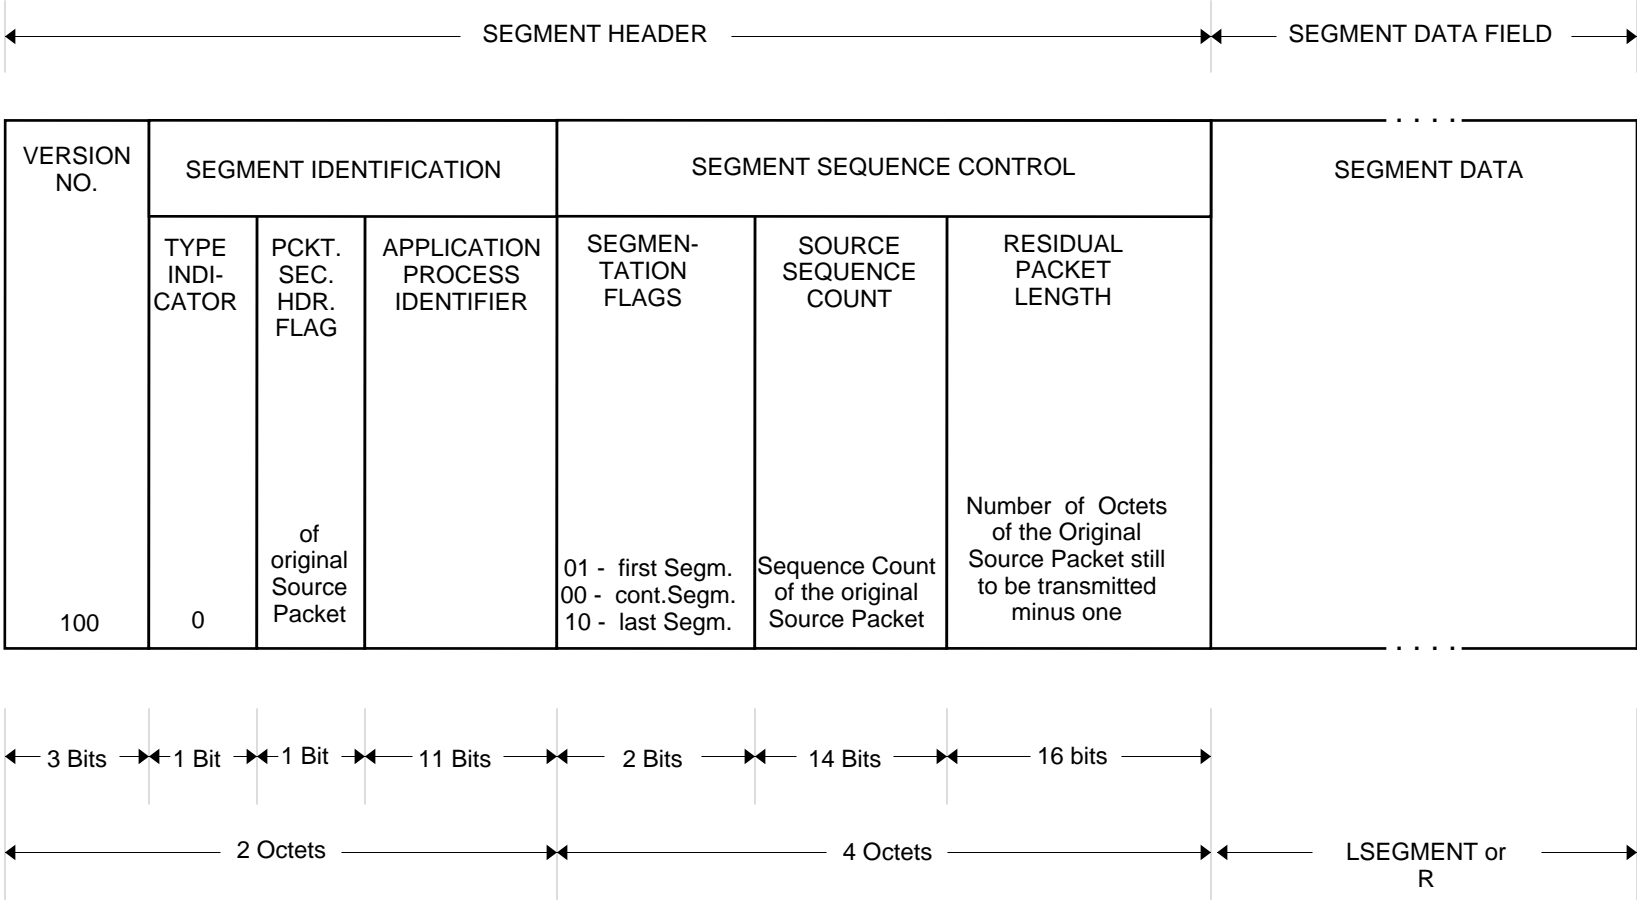 SEGMENT HEADER
SEGMENT DATA FIELD
VERSION
NO.
SEGMENT IDENTIFICATION
SEGMENT SEQUENCE CONTROL
SEGMENT DATA
TYPE
INDI-
CATOR
PCKT.
SEC.
HDR.
FLAG
APPLICATION
PROCESS
IDENTIFIER
SEGMEN-
TATION
FLAGS
SOURCE
SEQUENCE
COUNT
RESIDUAL
PACKET
LENGTH
100
0
of
original
Source
Packet
01 - first Segm.
00 - cont.Segm.
10 - last Segm.
Sequence Count
of the original
Source Packet
Number of Octets
of the Original
Source Packet still
to be transmitted
minus one
3 Bits
1 Bit
1 Bit
11 Bits
2 Bits
14 Bits
16 bits
2 Octets
4 Octets
LSEGMENT or
R